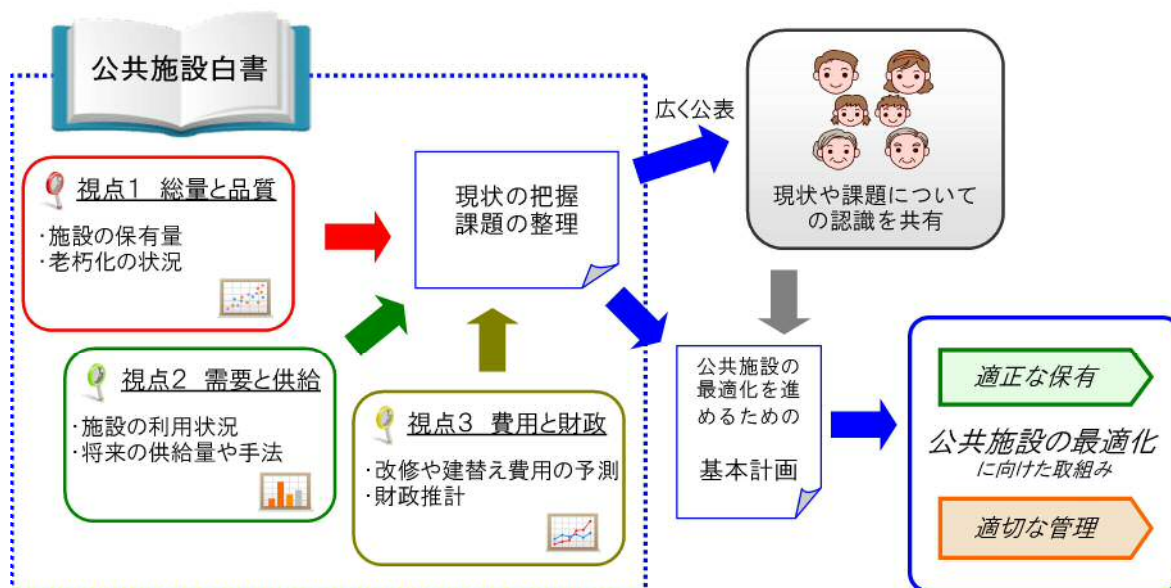 公共施設白書
視点1 総量と品質
・施設の保有量
・老朽化の状況
視点2 需要と供給
・施設の利用状況
・将来の供給量や手法
視点3 費用と財政
・改修や建替え費用の予測
・財政推計
現状の把握
課題の整理
広く公表
現状や課題について
の認識を共有
公共施設の
最適化を進
めるための
基本計画
適正な保有
公共施設の最適化
に向けた取組み
適切な管理